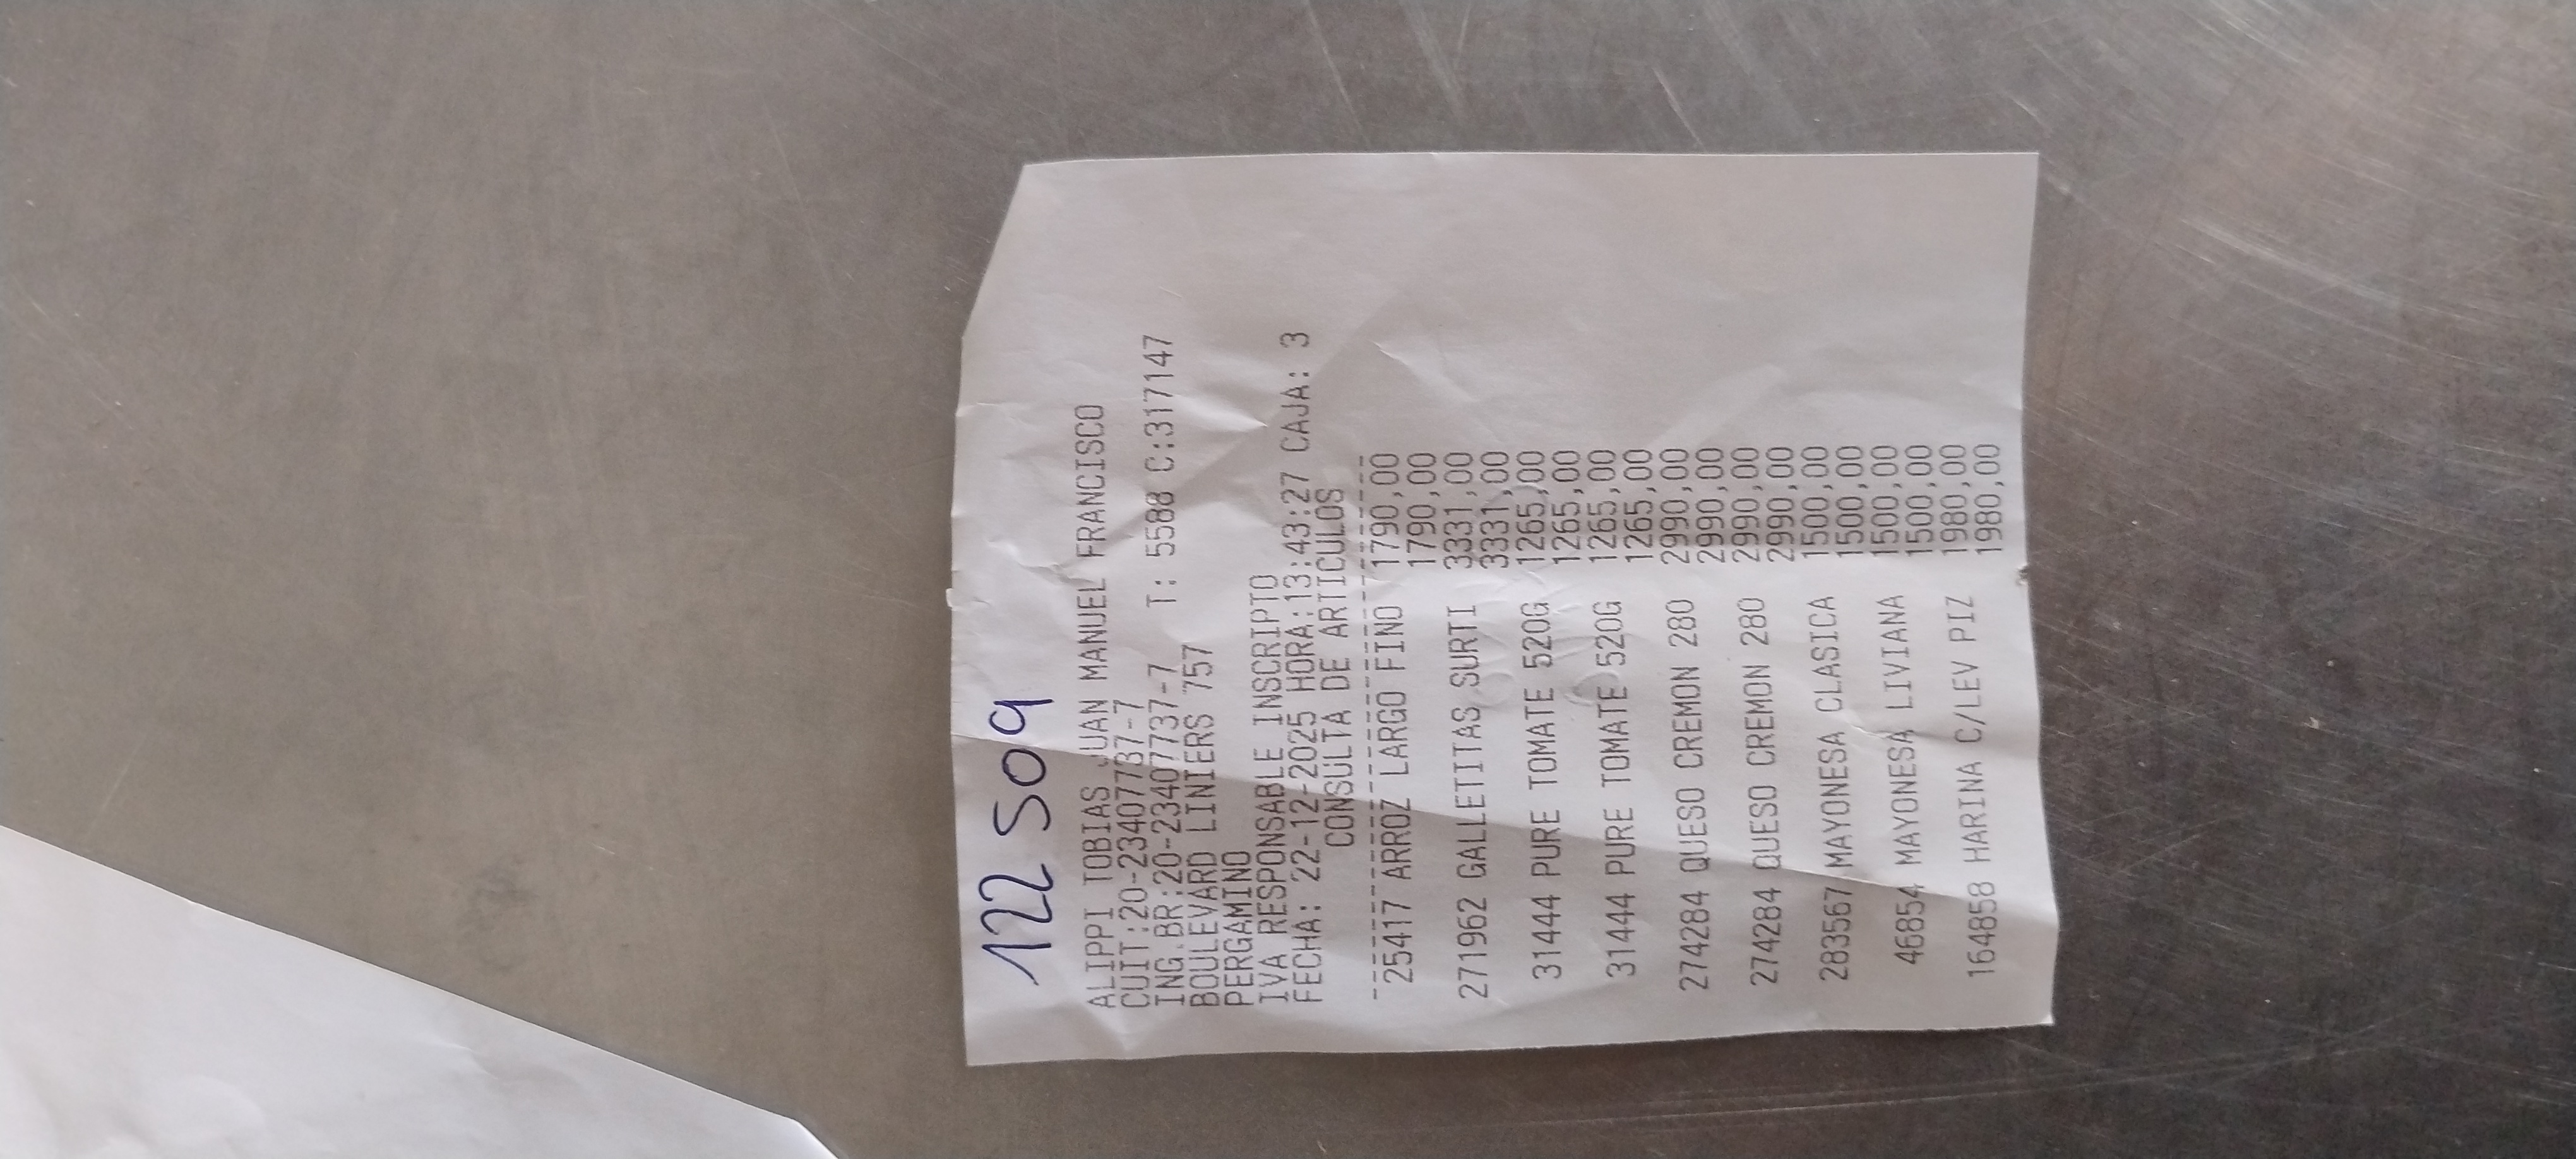 122 509
ALIPPI TOBIAS JUAN MANUEL FRANCISCO
CUIT:20-23407737-7
ING.BR:20-23407737-7 T: 5588 C:317147
BOULEVARD LINIERS 757
PERGAMINO
IVA RESPONSABLE INSCRIPTO
FECHA: 22-12-2025 HORA:13:43:27 CAJA: 3
CONSULTA DE ARTICULOS
----------------------------------------
25417 ARROZ LARGO FINO 1790,00
1790,00
271962 GALLETITAS SURTI 3331,00
3331,00
31444 PURE TOMATE 520G 1265,00
1265,00
31444 PURE TOMATE 520G 1265,00
1265,00
274284 QUESO CREMON 280 2990,00
2990,00
274284 QUESO CREMON 280 2990,00
2990,00
283567 MAYONESA CLASICA 1500,00
1500,00
46854 MAYONESA LIVIANA 1500,00
1500,00
164858 HARINA C/LEV PIZ 1980,00
1980,00